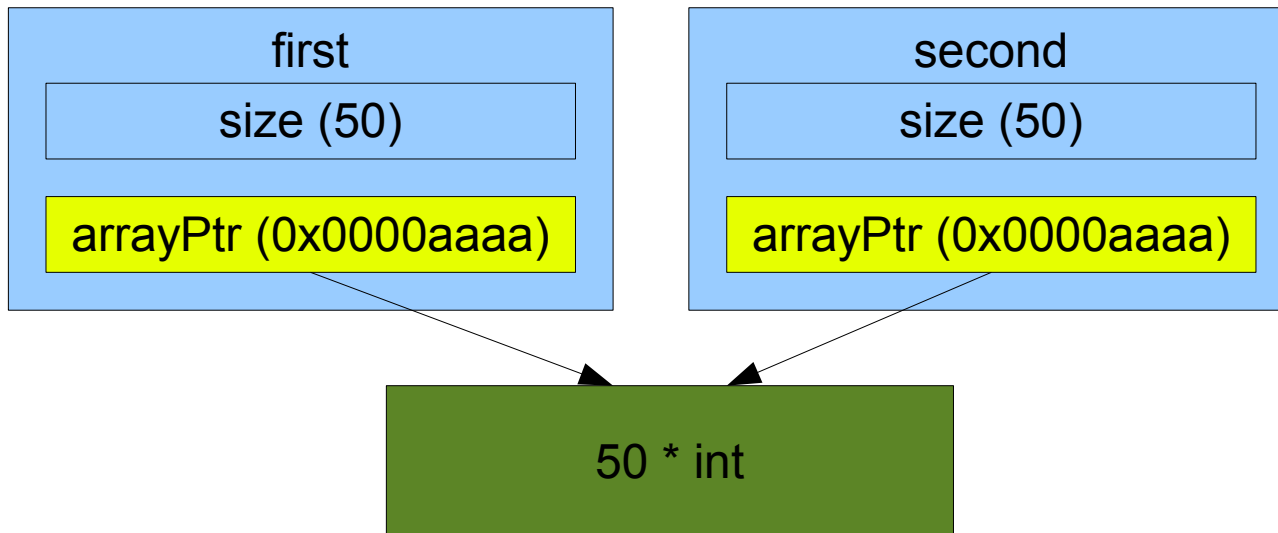 first
size (50)
arrayPtr (0x0000aaaa)
second
size (50)
arrayPtr (0x0000aaaa)
50 * int